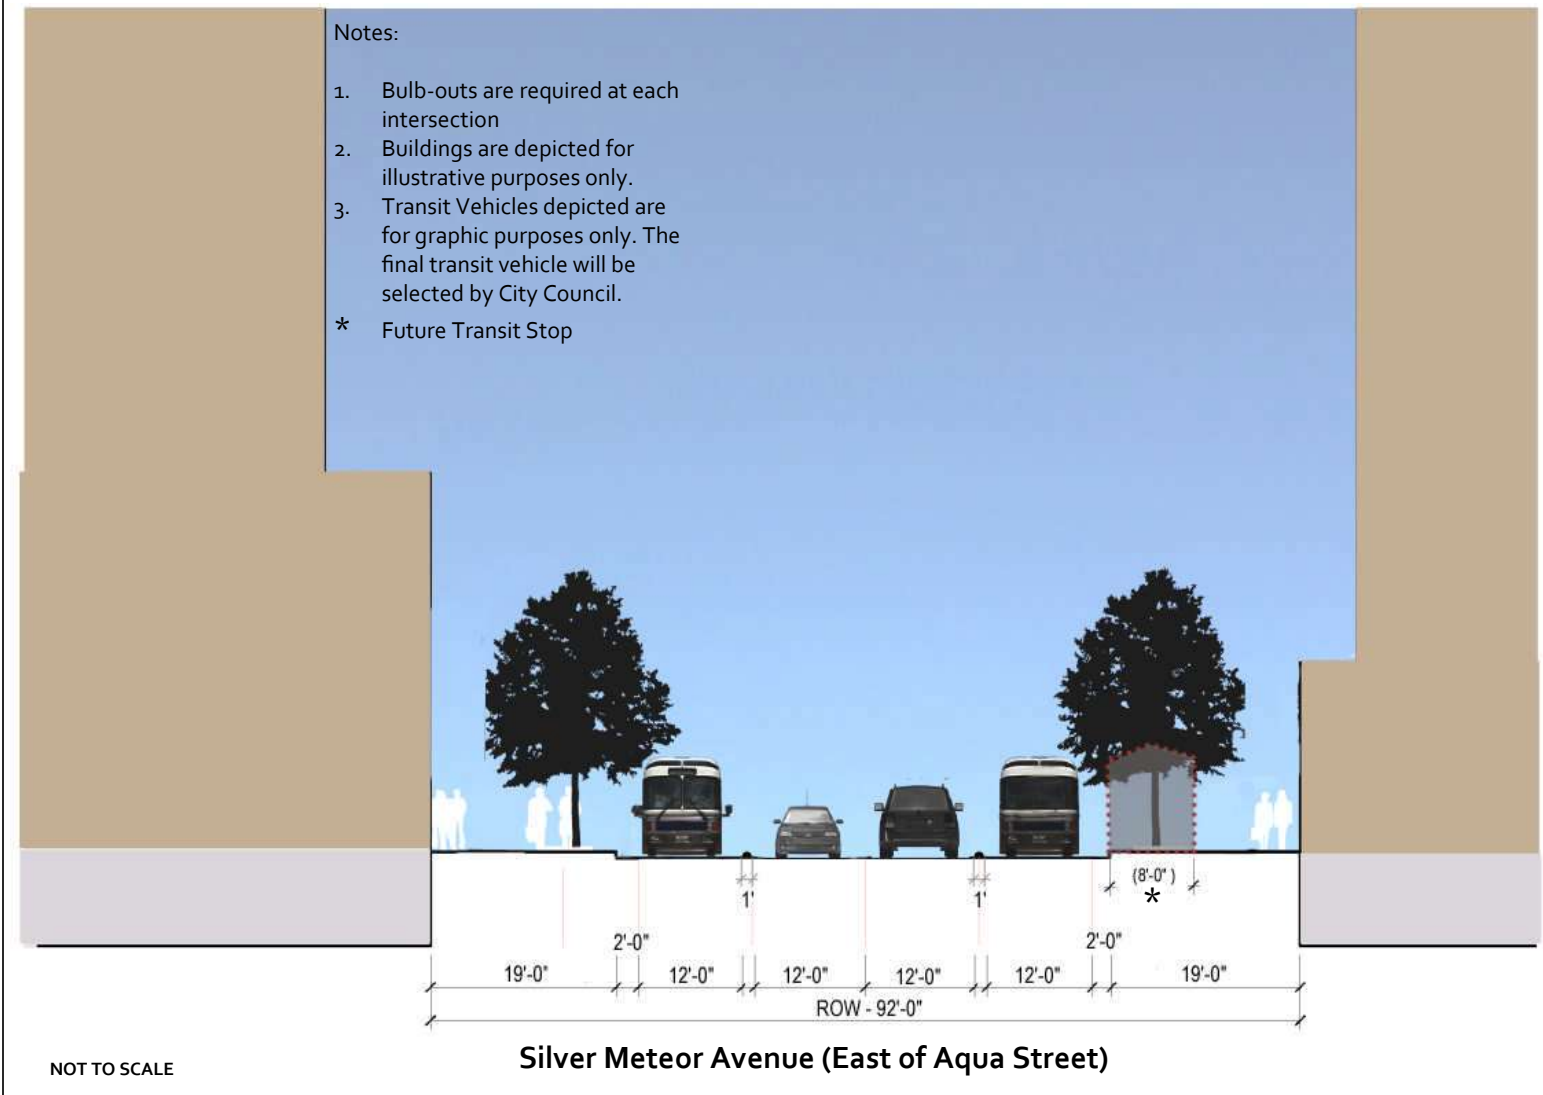 Notes:
1. Bulb-outs are required at each
intersection
2. Buildings are depicted for
illustrative purposes only.
3. Transit Vehicles depicted are
for graphic purposes only. The
final transit vehicle will be
selected by City Council.
* Future Transit Stop
(8'-0")
1' 1' *
2'-0" 2'-0"
19'-0" 12'-0" 12'-0" 12'-0" 12'-0" 19'-0"
ROW - 92'-0"
Silver Meteor Avenue (East of Aqua Street)
NOT TO SCALE